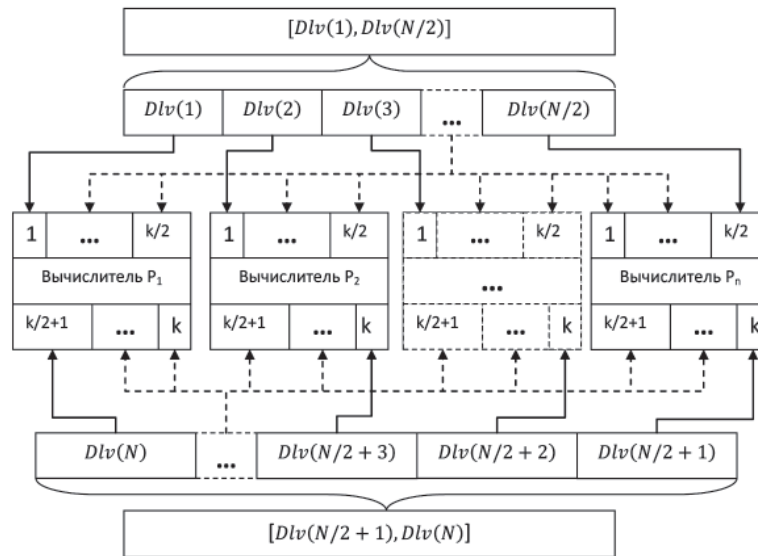 [Dlv(1), Dlv(N/2)]
Dlv(1) Dlv(2) Dlv(3) ... Dlv(N/2)
1 ... k/2 1 ... k/2 1 ... k/2 1 ... k/2
Вычислитель P₁ Вычислитель P₂ ... Вычислитель Pₙ
k/2+1 ... k k/2+1 ... k k/2+1 ... k k/2+1 ... k
Dlv(N) ... Dlv(N/2 + 3) Dlv(N/2 + 2) Dlv(N/2 + 1)
[Dlv(N/2 + 1), Dlv(N)]